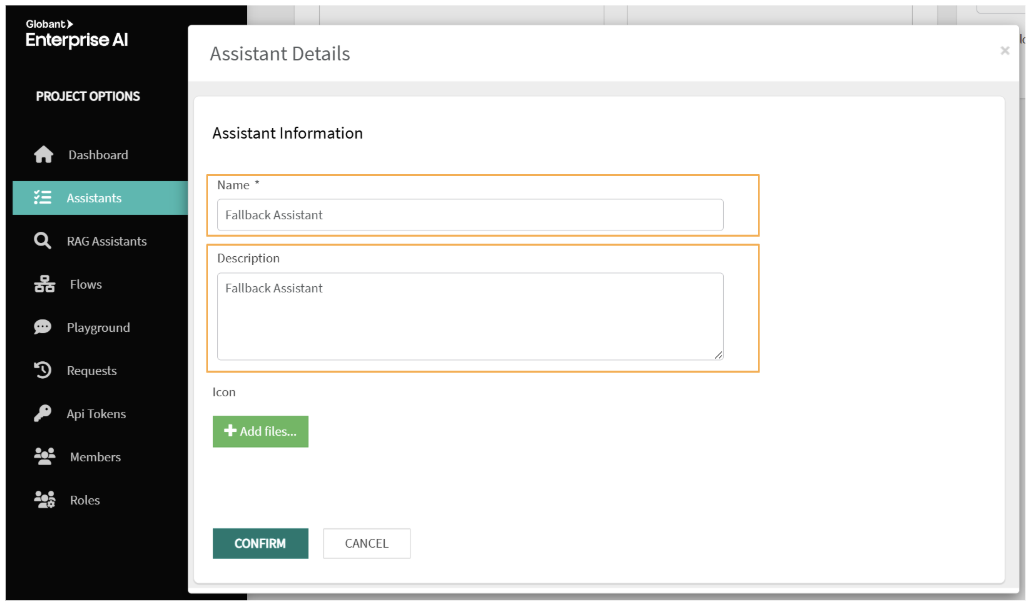 Globant
Enterprise AI
PROJECT OPTIONS
Dashboard
Assistants
RAG Assistants
Flows
Playground
Requests
Api Tokens
Members
Roles
Assistant Details
×
Assistant Information
Name *
Fallback Assistant
Description
Fallback Assistant
Icon
Add files...
CONFIRM
CANCEL